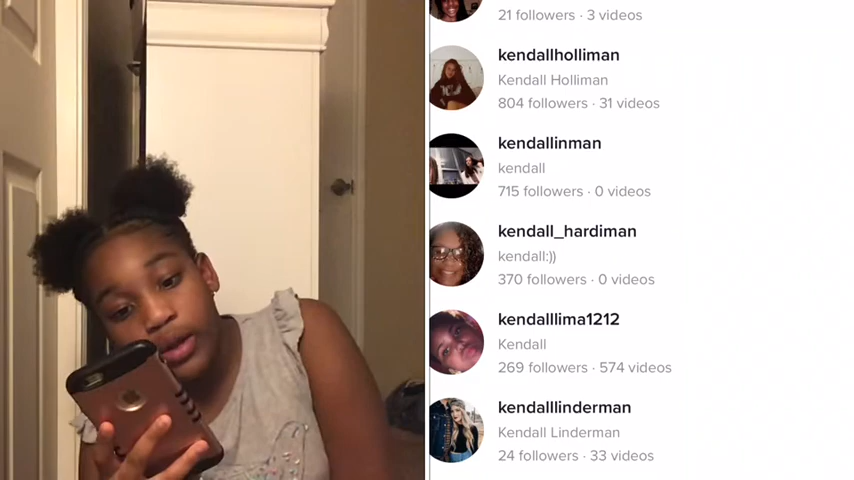 21 followers · 3 videos
kendallholliman
Kendall Holliman
804 followers · 31 videos
kendallinman
kendall
715 followers · 0 videos
kendall_hardiman
kendall:))
370 followers · 0 videos
kendalllima1212
Kendall
269 followers · 574 videos
kendalllinderman
Kendall Linderman
24 followers · 33 videos